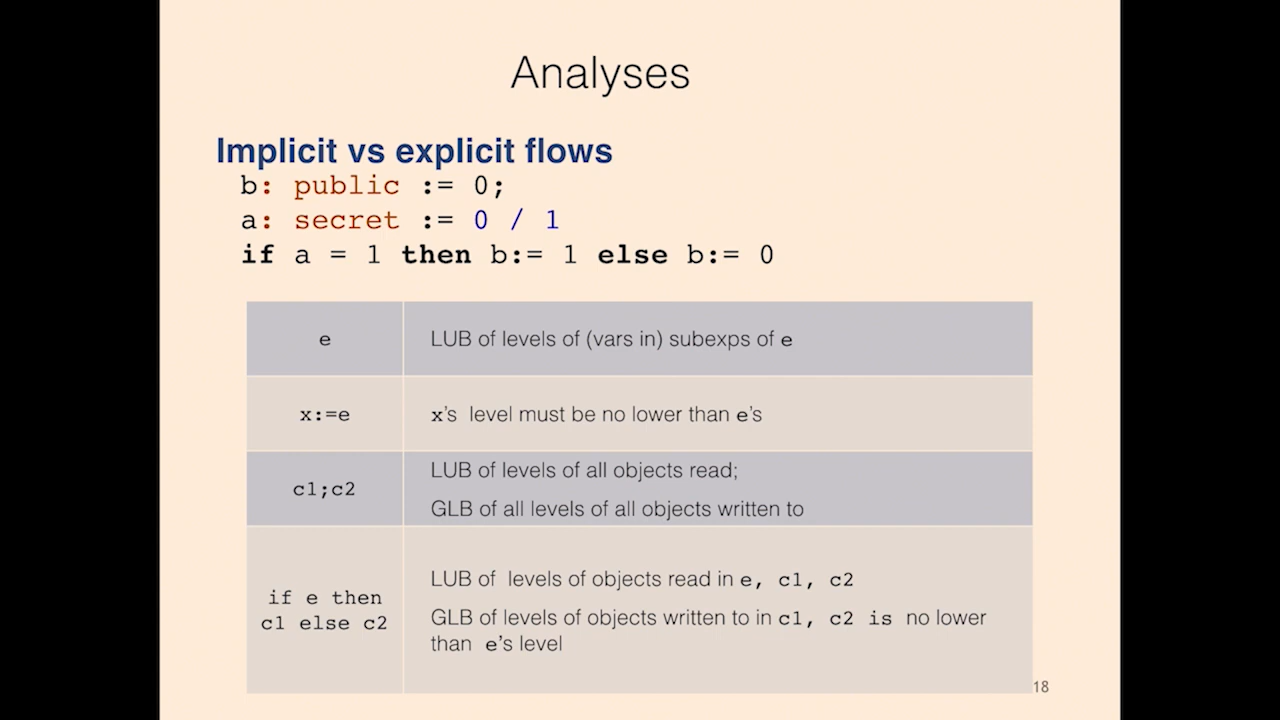 Analyses
Implicit vs explicit flows
b: public := 0;
a: secret := 0 / 1
if a = 1 then b:= 1 else b:= 0
e
LUB of levels of (vars in) subexps of e
x:=e
x's level must be no lower than e's
c1;c2
LUB of levels of all objects read;
GLB of all levels of all objects written to
if e then
c1 else c2
LUB of levels of objects read in e, c1, c2
GLB of levels of objects written to in c1, c2 is no lower
than e's level
18